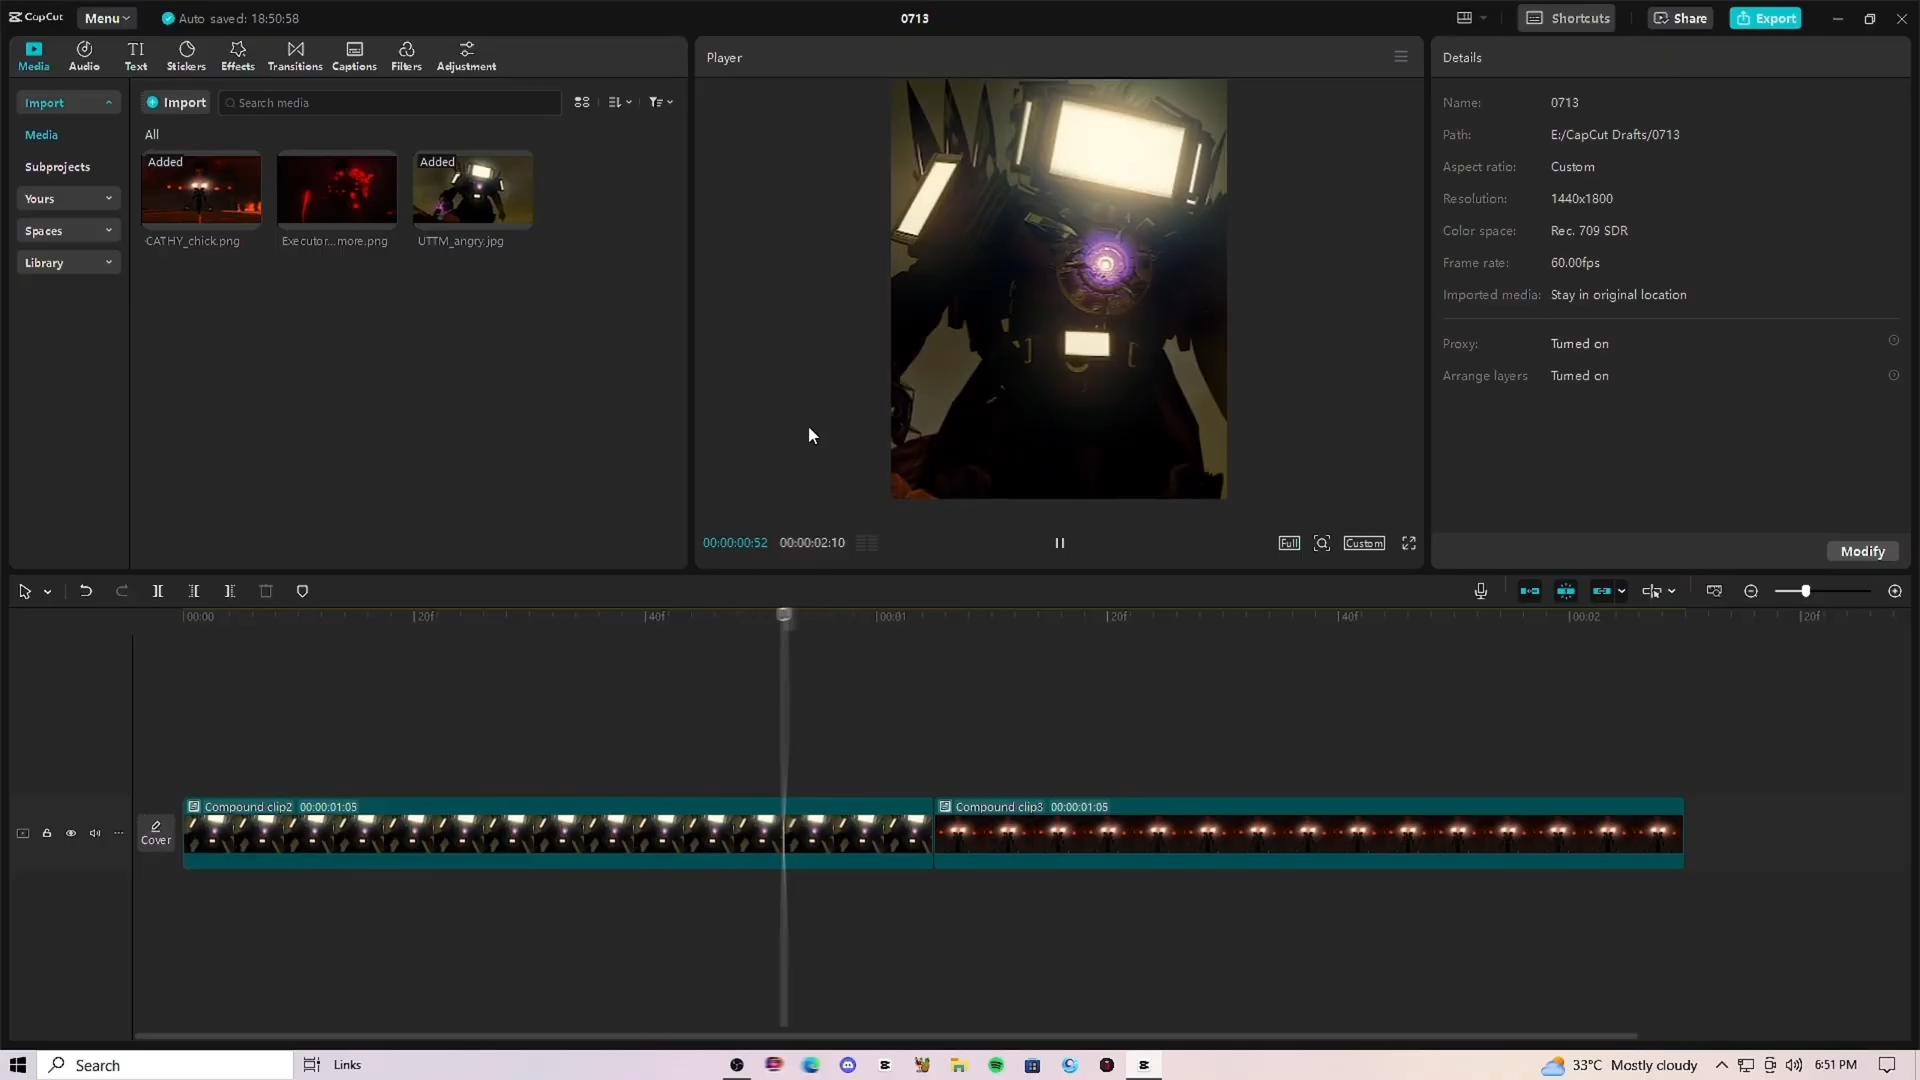 CapCut
Menu
Auto saved: 18:50:58
0713
Shortcuts
Share
Export
Media
Audio
TI
Text
Stickers
Effects
Transitions
Captions
Filters
Adjustment
Player
Details
Import
Media
Subprojects
Yours
Spaces
Library
Import
Search media
All
Added
Added
CATHY_chick.png
Executor...more.png
UTTM_angry.jpg
Name: 0713
Path: E:/CapCut Drafts/0713
Aspect ratio: Custom
Resolution: 1440x1800
Color space: Rec. 709 SDR
Frame rate: 60.00fps
Imported media: Stay in original location
Proxy: Turned on
Arrange layers Turned on
Modify
00:00:00:52 00:00:02:10
Full
Custom
00:00
20f
40f
00:01
20f
40f
00:02
20f
Compound clip2 00:00:01:05
Compound clip3 00:00:01:05
Cover
Search
Links
33°C Mostly cloudy
6:51 PM